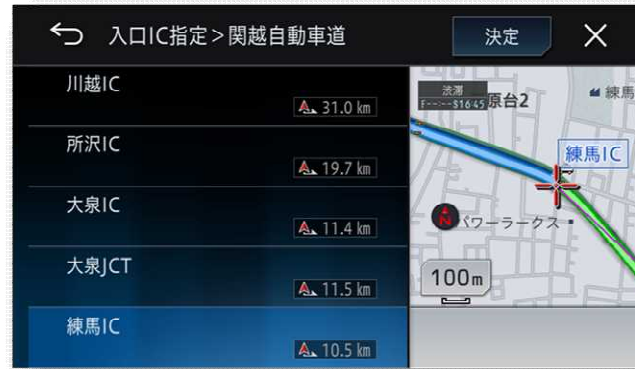 入口IC指定>関越自動車道
決定
川越IC
31.0 km
所沢IC
19.7 km
大泉IC
11.4 km
大泉JCT
11.5 km
練馬IC
10.5 km
渋滞
原台2
練馬
練馬IC
パワーラークス
100m